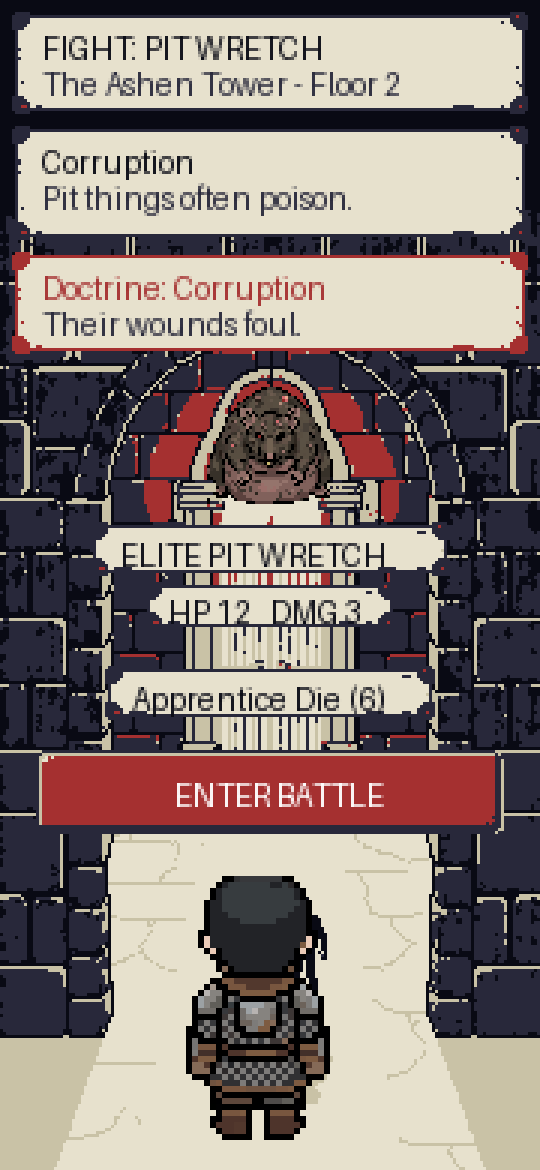 FIGHT: PIT WRETCH
The Ashen Tower - Floor 2
Corruption
Pit things often poison.
Doctrine: Corruption
Their wounds foul.
ELITE PIT WRETCH
HP 12 DMG 3
Apprentice Die (6)
ENTER BATTLE